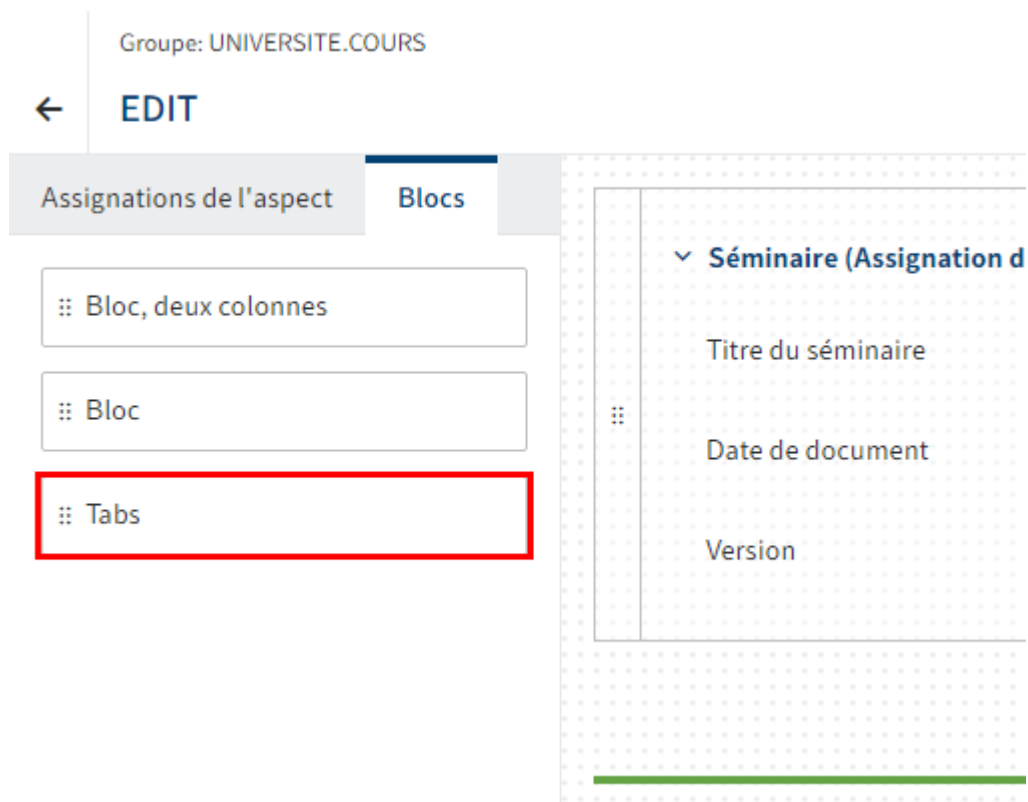 Groupe: UNIVERSITE.COURS
EDIT
Assignations de l'aspect
Blocs
Bloc, deux colonnes
Bloc
Tabs
Séminaire (Assignation d
Titre du séminaire
Date de document
Version